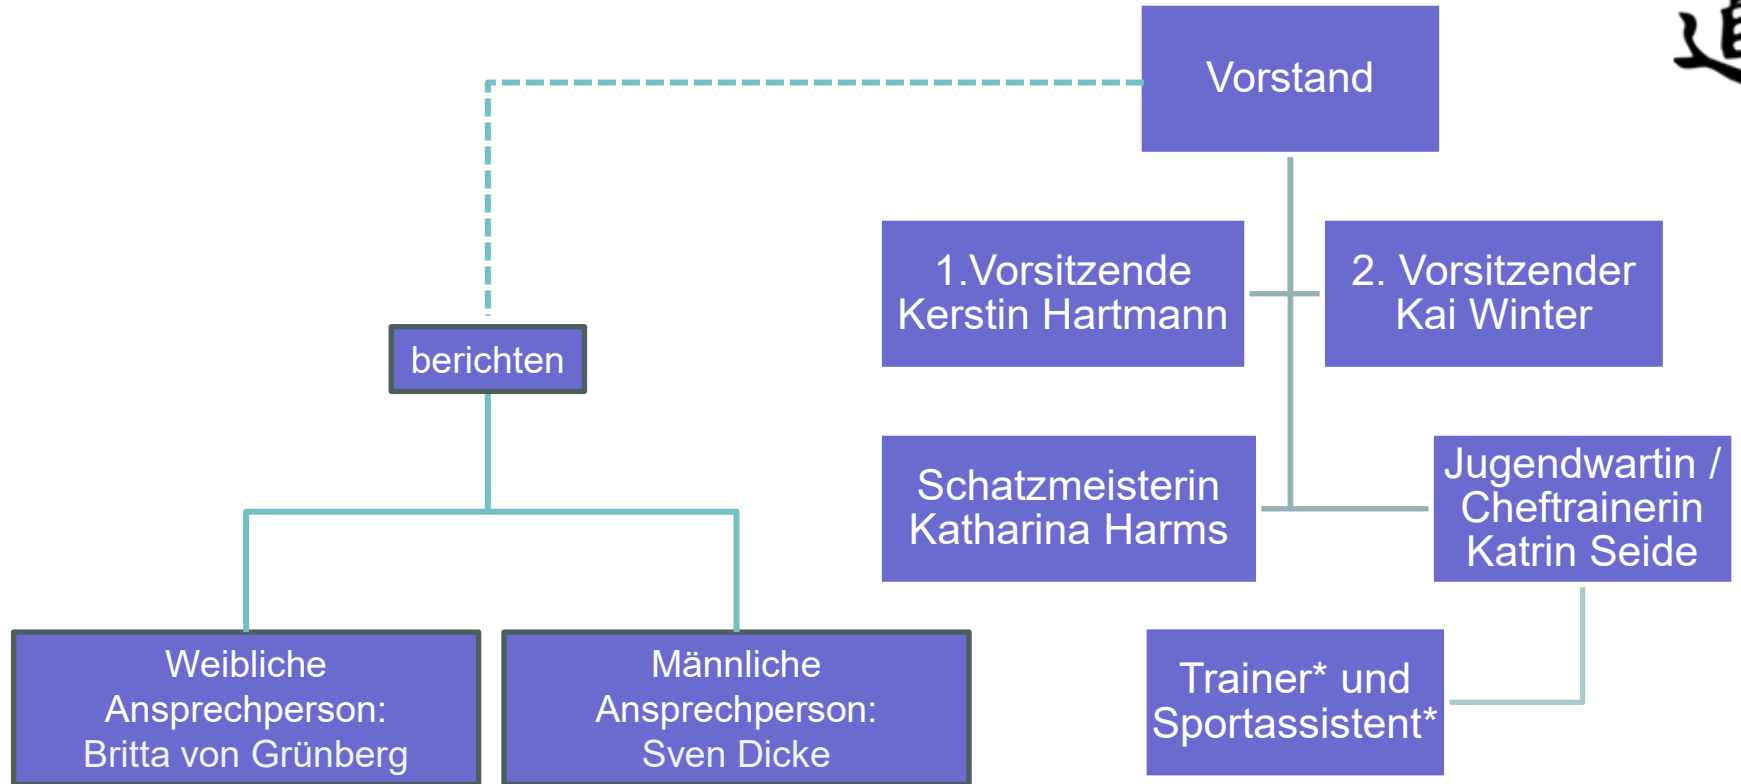 Vorstand
1.Vorsitzende
Kerstin Hartmann
2. Vorsitzender
Kai Winter
berichten
Schatzmeisterin
Katharina Harms
Jugendwartin /
Cheftrainerin
Katrin Seide
Weibliche
Ansprechperson:
Britta von Grünberg
Männliche
Ansprechperson:
Sven Dicke
Trainer* und
Sportassistent*